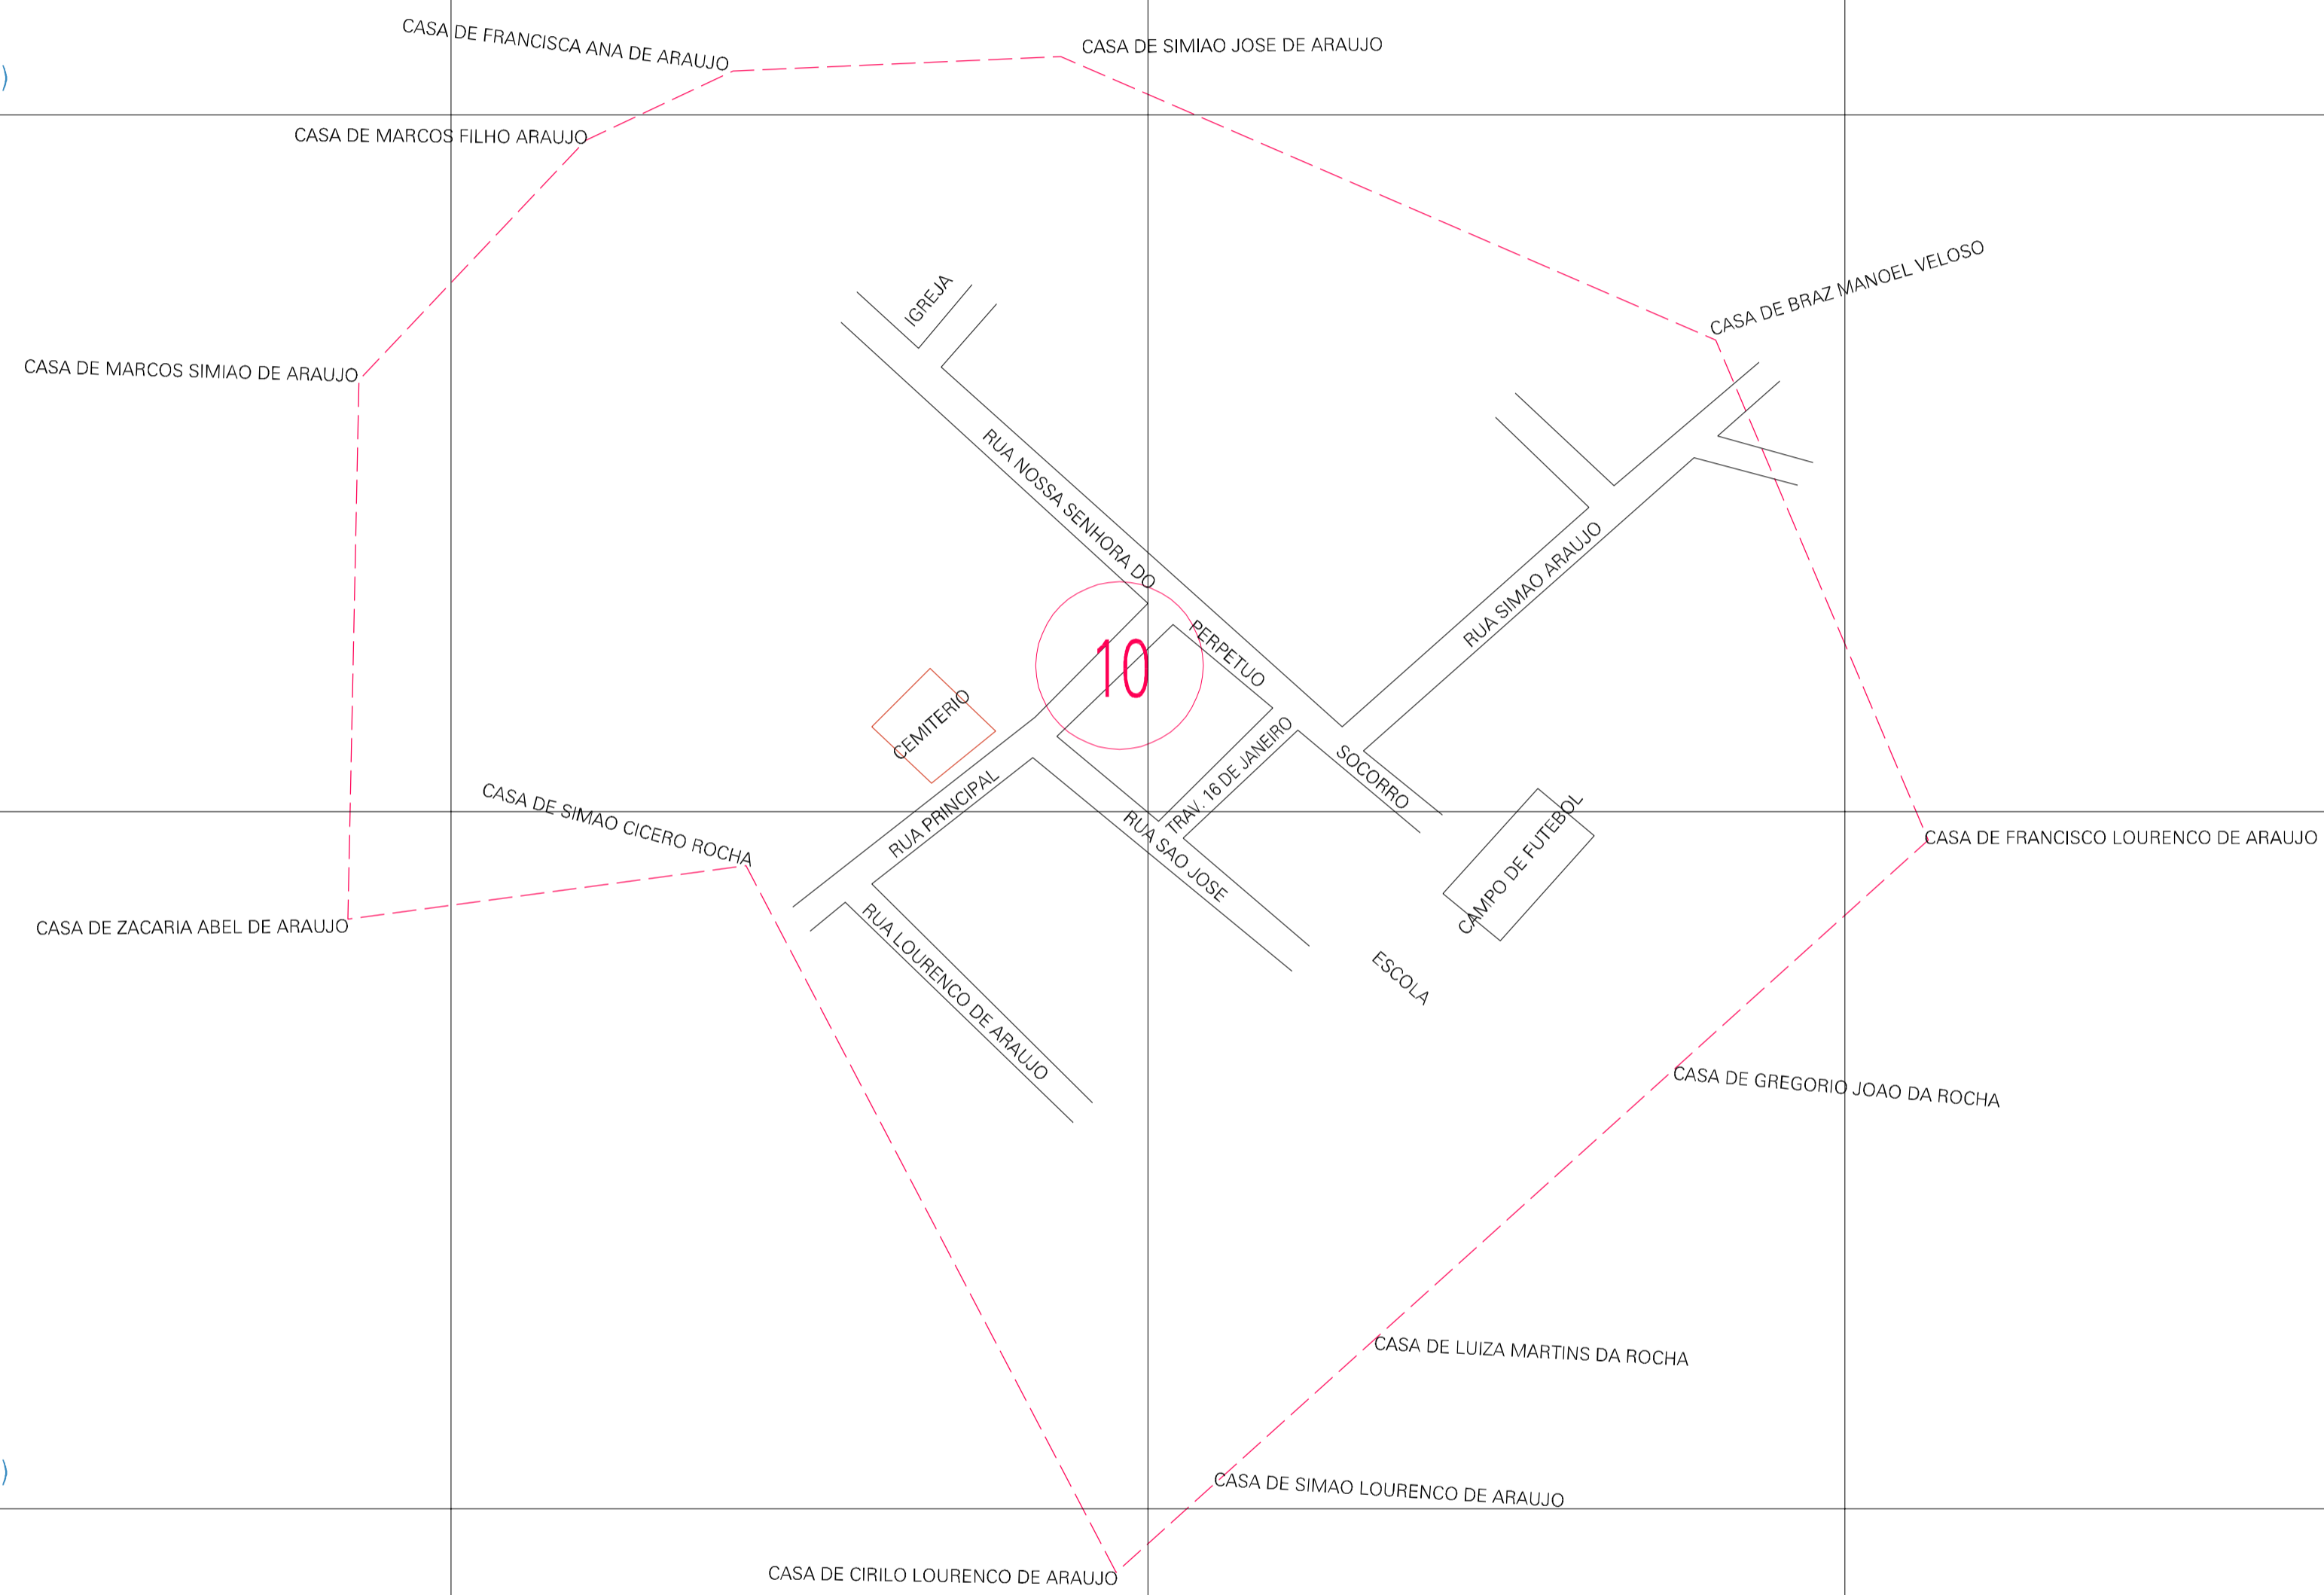 CASA DE FRANCISCA ANA DE ARAUJO
CASA DE SIMIAO JOSE DE ARAUJO
)
CASA DE MARCOS FILHO ARAUJO
CASA DE BRAZ MANOEL VELOSO
IGREJA
CASA DE MARCOS SIMIAO DE ARAUJO
RUA NOSSA SENHORA DO
PERPETUO
SOCORRO
RUA SIMAO ARAUJO
10
CEMITERIO
TRAV. 16 DE JANEIRO
RUA PRINCIPAL
RUA SAO JOSE
CASA DE SIMAO CICERO ROCHA
CAMPO DE FUTEBOL
CASA DE FRANCISCO LOURENCO DE ARAUJO
CASA DE ZACARIA ABEL DE ARAUJO
RUA LOURENCO DE ARAUJO
ESCOLA
CASA DE GREGORIO JOAO DA ROCHA
CASA DE LUIZA MARTINS DA ROCHA
)
CASA DE SIMAO LOURENCO DE ARAUJO
CASA DE CIRILO LOURENCO DE ARAUJO